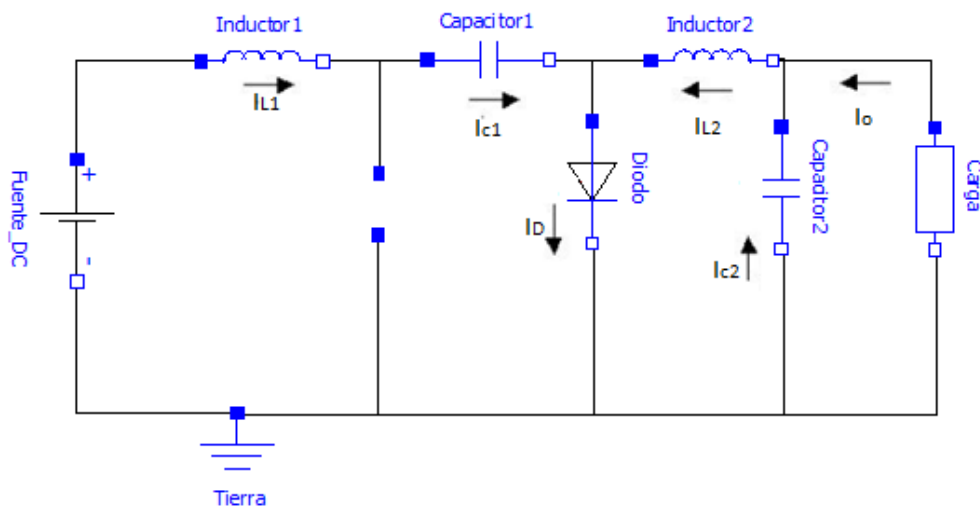 Inductor1
Capacitor1
Inductor2
IL1
Ic1
IL2
Io
Fuente_DC
+
-
Diodo
ID
Capacitor2
Ic2
Carga
Tierra